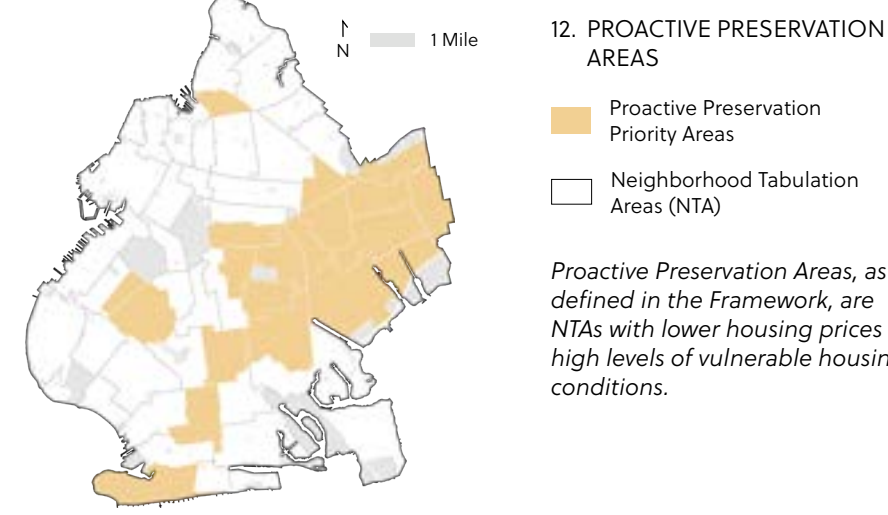 N
1 Mile
12. PROACTIVE PRESERVATION
AREAS
Proactive Preservation
Priority Areas
Neighborhood Tabulation
Areas (NTA)
Proactive Preservation Areas, as
defined in the Framework, are
NTAs with lower housing prices
high levels of vulnerable housin
conditions.